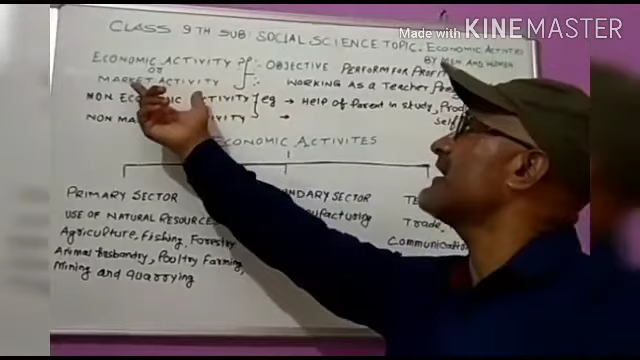 Made with KINEMASTER
CLASS 9TH SUB: SOCIAL SCIENCE TOPIC. ECONOMIC ACTIVITIES
BY MEN AND WOMEN
ECONOMIC ACTIVITY OBJECTIVE PERFORM FOR PROFIT
OR
MARKET ACTIVITY WORKING AS A TEACHER
NON ACTIVITY eg → Help of Parent in study,
NON →
ECONOMIC ACTIVITES
PRIMARY SECTOR SECTOR
USE OF NATURAL RESOURCES
Agriculture, Fishing, Forestry Trade,
Animal Husbandry, Poultry Farming, Communication
Mining and Quarrying